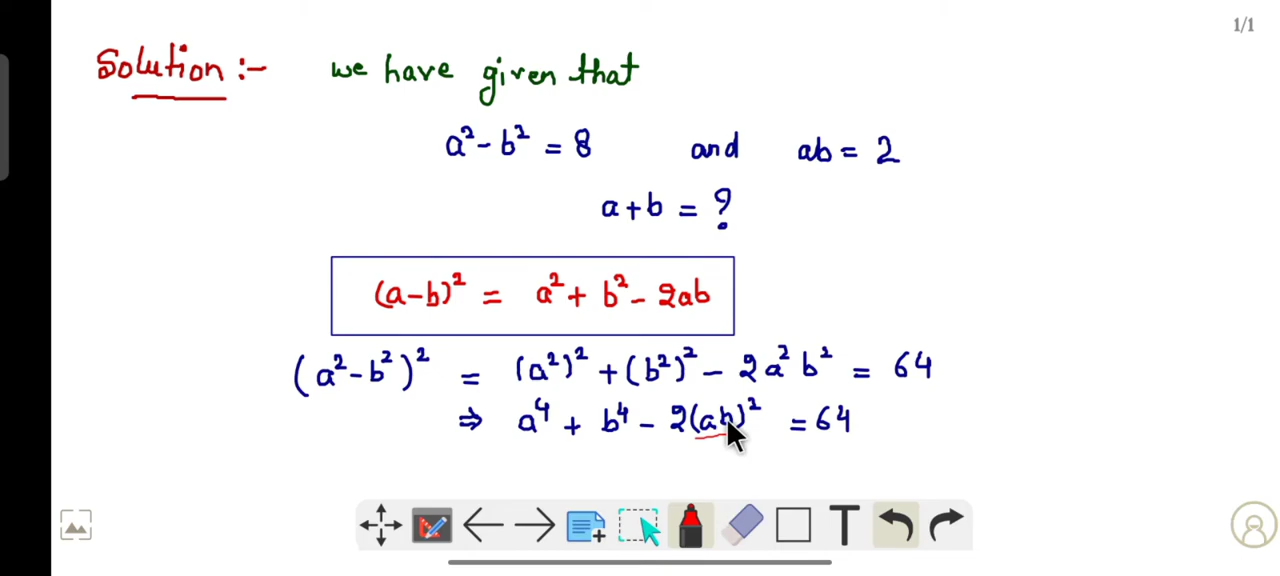 1/1
Solution :- we have given that
a² - b² = 8 and ab = 2
a + b = ?
(a-b)² = a² + b² - 2ab
(a² - b²)² = (a²)² + (b²)² - 2a²b² = 64
⇒ a⁴ + b⁴ - 2(ab)² = 64
T